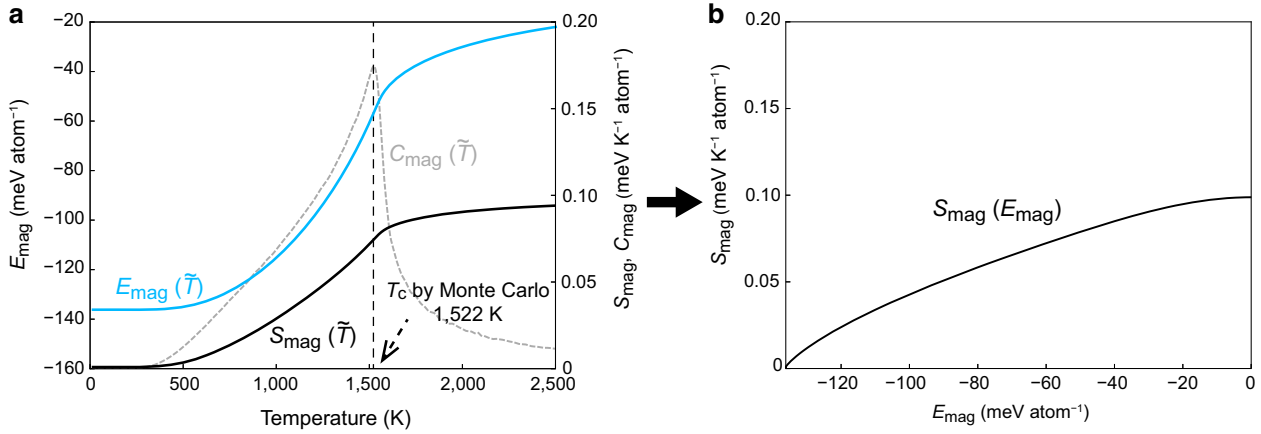 a
b
−20
−40
−60
−80
−100
−120
−140
−160
E_mag (meV atom⁻¹)
0
500
1,000
1,500
2,000
2,500
Temperature (K)
0.20
0.15
0.10
0.05
0
S_mag, C_mag (meV K⁻¹ atom⁻¹)
C_mag (T̃)
E_mag (T̃)
S_mag (T̃)
T_c by Monte Carlo
1,522 K
0.20
0.15
0.10
0.05
0
S_mag (meV K⁻¹ atom⁻¹)
S_mag (E_mag)
−120
−100
−80
−60
−40
−20
0
E_mag (meV atom⁻¹)